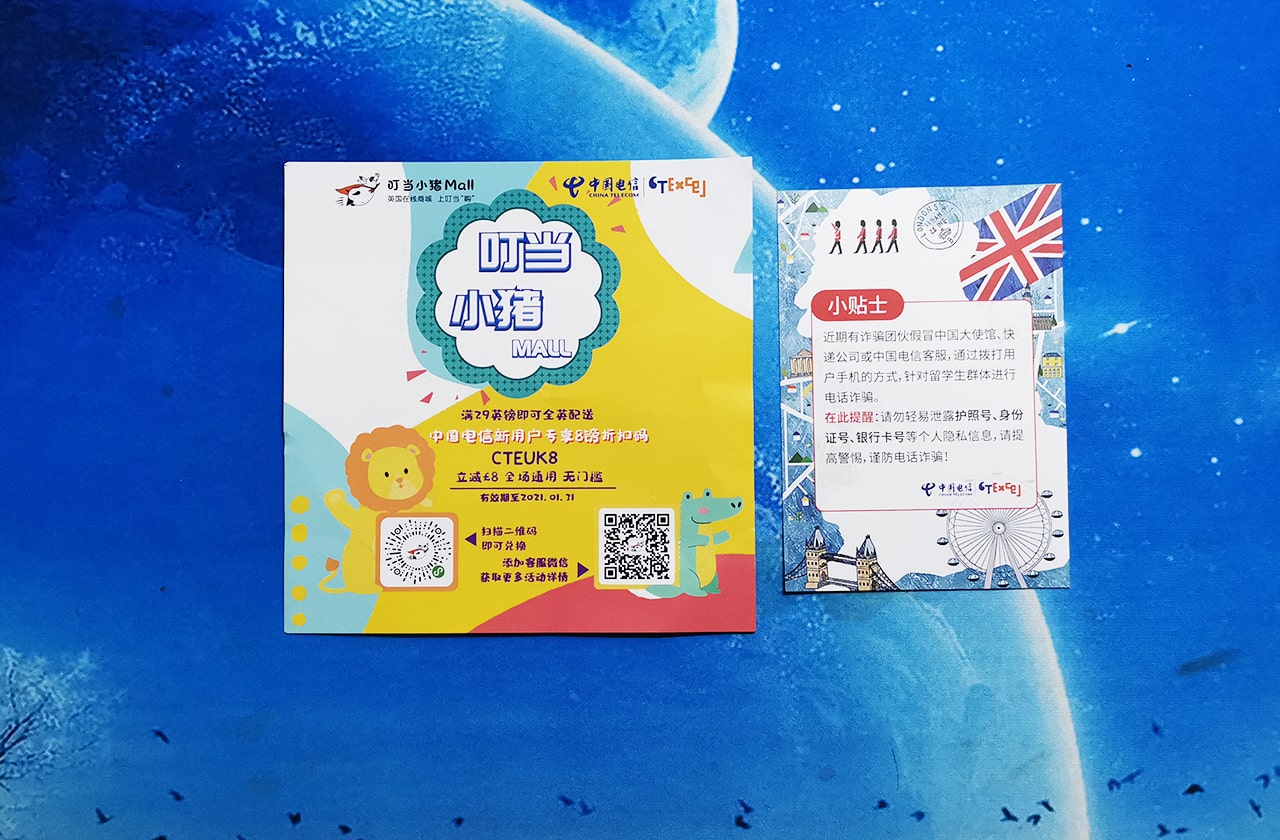 叮当小猪Mall
英国在线商城 上叮当"购"
中国电信
CHINA TELECOM
CTExcel
叮当
小猪
MALL
满29英镑即可全英配送
中国电信新用户专享8镑折扣码
CTEUK8
立减£8 全场通用 无门槛
有效期至2021.01.31
扫描二维码
即可兑换
添加客服微信
获取更多活动详情
LONDON
小贴士
近期有诈骗团伙假冒中国大使馆、快
递公司或中国电信客服，通过拨打用
户手机的方式，针对留学生群体进行
电话诈骗。
在此提醒：请勿轻易泄露护照号、身份
证号、银行卡号等个人隐私信息，请提
高警惕，谨防电话诈骗！
中国电信
CHINA TELECOM
CTExcel